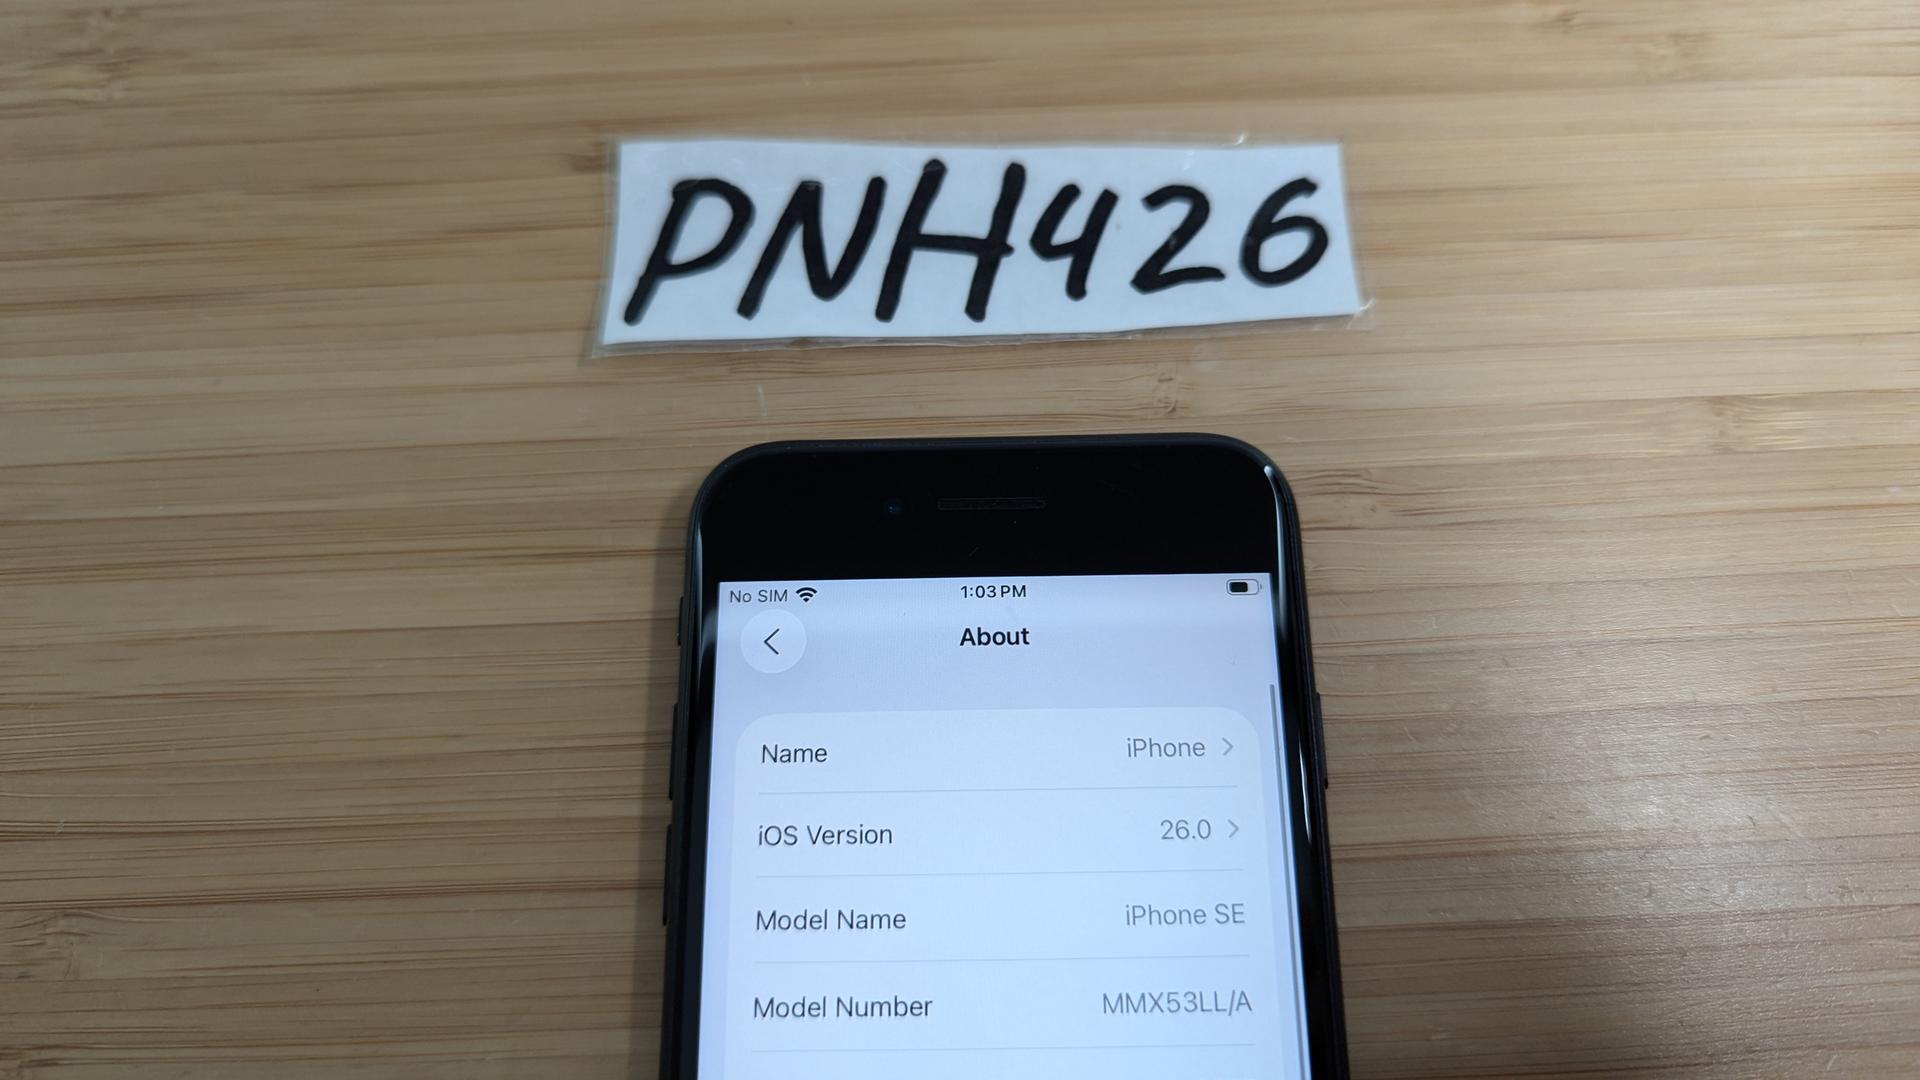 PNH426
No SIM 1:03 PM
About
Name iPhone
iOS Version 26.0
Model Name iPhone SE
Model Number MMX53LL/A